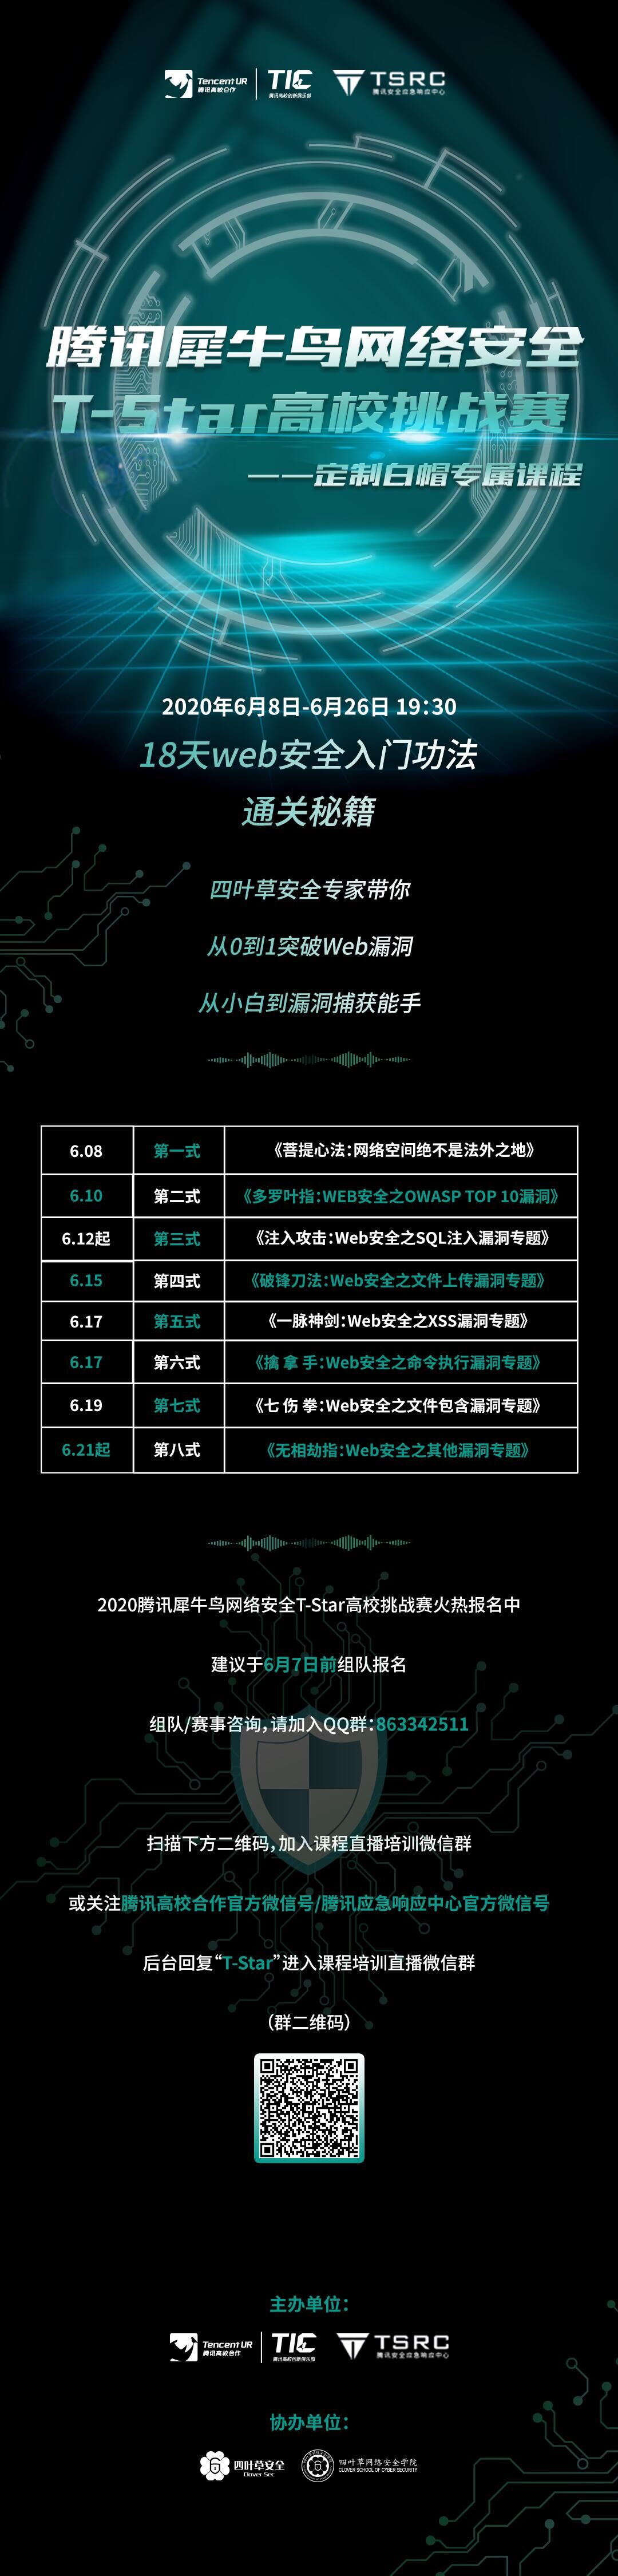 Tencent UR
腾讯高校合作
TIC
腾讯高校创新俱乐部
TSRC
腾讯安全应急响应中心
腾讯犀牛鸟网络安全
T-Star高校挑战赛
——定制白帽专属课程
2020年6月8日-6月26日 19:30
18天web安全入门功法
通关秘籍
四叶草安全专家带你
从0到1突破Web漏洞
从小白到漏洞捕获能手
6.08 第一式 《菩提心法:网络空间绝不是法外之地》
6.10 第二式 《多罗叶指:WEB安全之OWASP TOP 10漏洞》
6.12起 第三式 《注入攻击:Web安全之SQL注入漏洞专题》
6.15 第四式 《破锋刀法:Web安全之文件上传漏洞专题》
6.17 第五式 《一脉神剑:Web安全之XSS漏洞专题》
6.17 第六式 《擒 拿 手:Web安全之命令执行漏洞专题》
6.19 第七式 《七 伤 拳:Web安全之文件包含漏洞专题》
6.21起 第八式 《无相劫指:Web安全之其他漏洞专题》
2020腾讯犀牛鸟网络安全T-Star高校挑战赛火热报名中
建议于6月7日前组队报名
组队/赛事咨询,请加入QQ群:863342511
扫描下方二维码,加入课程直播培训微信群
或关注腾讯高校合作官方微信号/腾讯应急响应中心官方微信号
后台回复“T-Star”进入课程培训直播微信群
(群二维码)
主办单位:
Tencent UR
腾讯高校合作
TIC
腾讯高校创新俱乐部
TSRC
腾讯安全应急响应中心
协办单位:
四叶草安全
Clover Sec
四叶草网络安全学院
CLOVER SCHOOL OF CYBER SECURITY